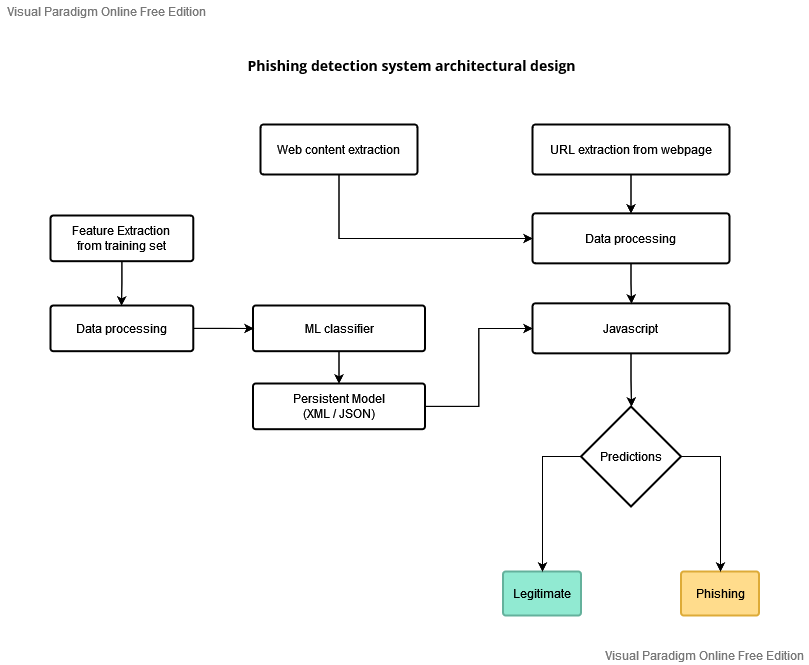 Visual Paradigm Online Free Edition
Phishing detection system architectural design
Web content extraction
URL extraction from webpage
Feature Extraction
from training set
Data processing
Data processing
ML classifier
Javascript
Persistent Model
(XML / JSON)
Predictions
Legitimate
Phishing
Visual Paradigm Online Free Edition